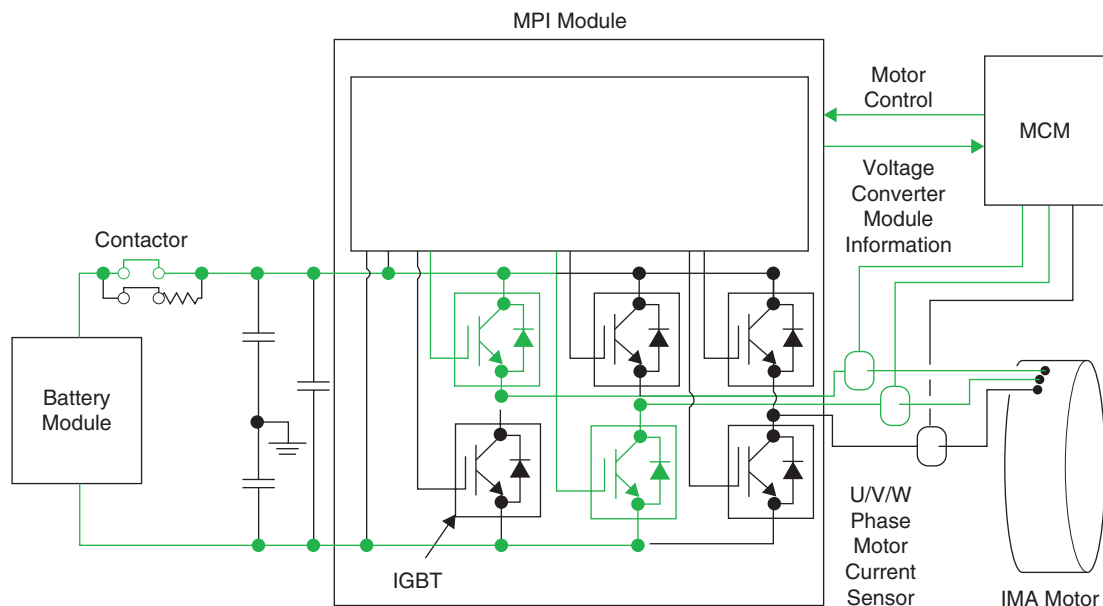 MPI Module
Motor
Control
MCM
Voltage
Converter
Module
Information
Contactor
Battery
Module
IGBT
U/V/W
Phase
Motor
Current
Sensor
IMA Motor